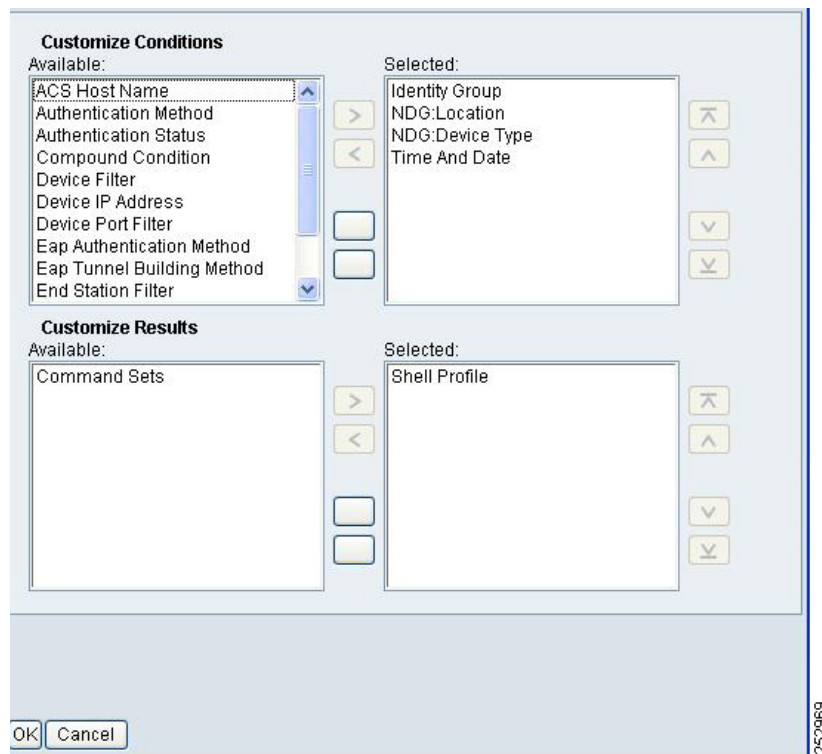 Customize Conditions
Available:
Selected:
ACS Host Name
Authentication Method
Authentication Status
Compound Condition
Device Filter
Device IP Address
Device Port Filter
Eap Authentication Method
Eap Tunnel Building Method
End Station Filter
>
<
Identity Group
NDG:Location
NDG:Device Type
Time And Date
Customize Results
Available:
Selected:
Command Sets
>
<
Shell Profile
OK
Cancel
252969